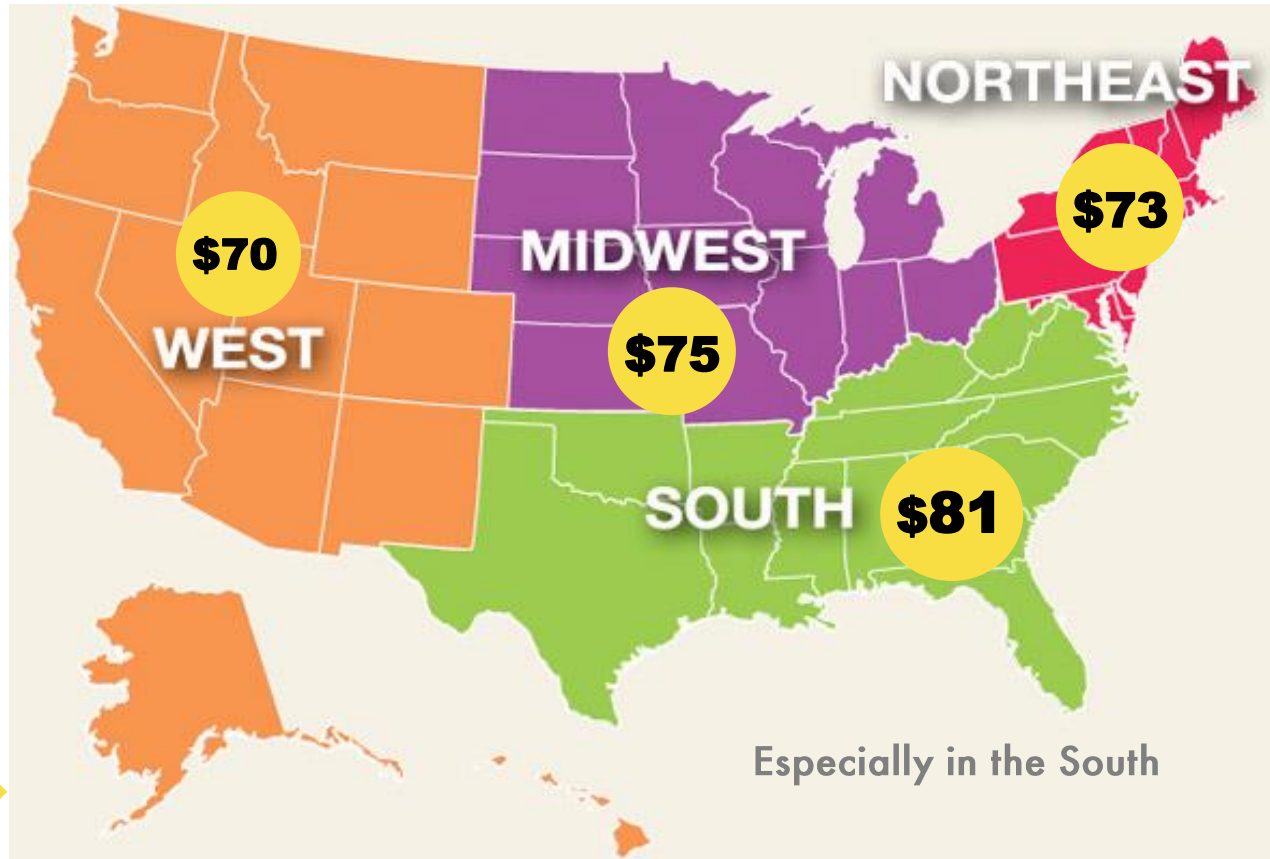 NORTHEAST
$73
$70
MIDWEST
WEST
$75
SOUTH
$81
Especially in the South